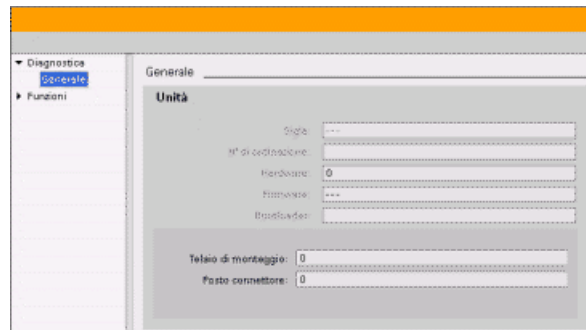 Diagnostica
Generale
Funzioni
Generale
Unità
Sigla: ---
N° di ordinazione:
Hardware: 0
Firmware: ---
Bootloader:
Telaio di montaggio: 0
Posto connettore: 0